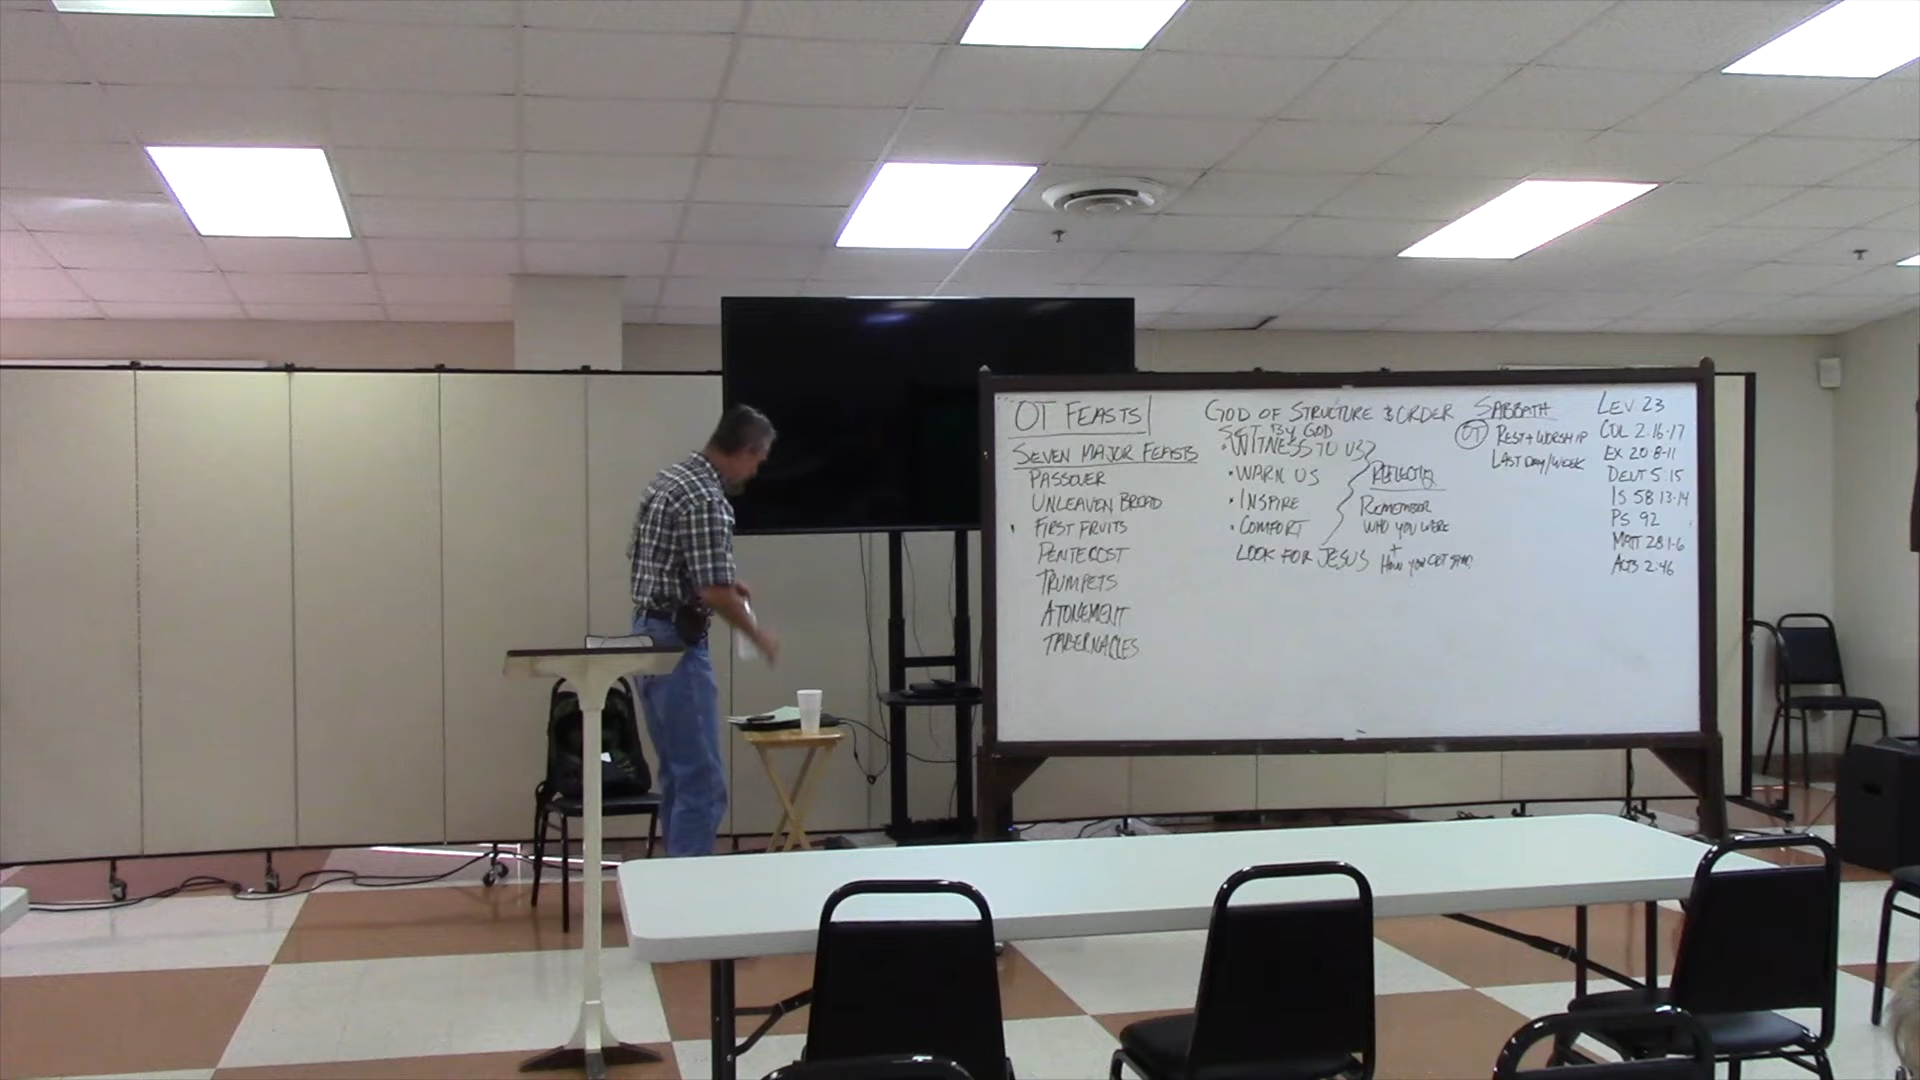 OT FEASTS
SEVEN MAJOR FEASTS
PASSOVER
UNLEAVEN BREAD
FIRST FRUITS
PENTECOST
TRUMPETS
ATONEMENT
TABERNACLES
GOD OF STRUCTURE & ORDER
SET BY GOD
• WITNESS TO US
• WARN US
• INSPIRE
• COMFORT
LOOK FOR JESUS
REMEMBER
WHO YOU WERE
+
HOW YOU GOT
SABBATH
OT REST + WORSHIP
LAST DAY/WEEK
LEV 23
COL 2:16-17
EX 20 8-11
DEUT 5:15
IS 58 13-14
PS 92
MATT 28 1-6
ACTS 2:46